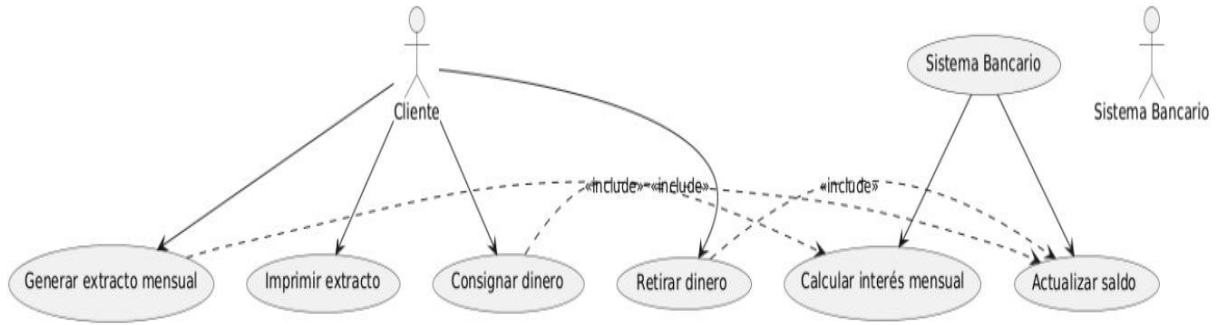 Sistema Bancario
Cliente
Sistema Bancario
«include»
«include»
«include»
Generar extracto mensual
Imprimir extracto
Consignar dinero
Retirar dinero
Calcular interés mensual
Actualizar saldo